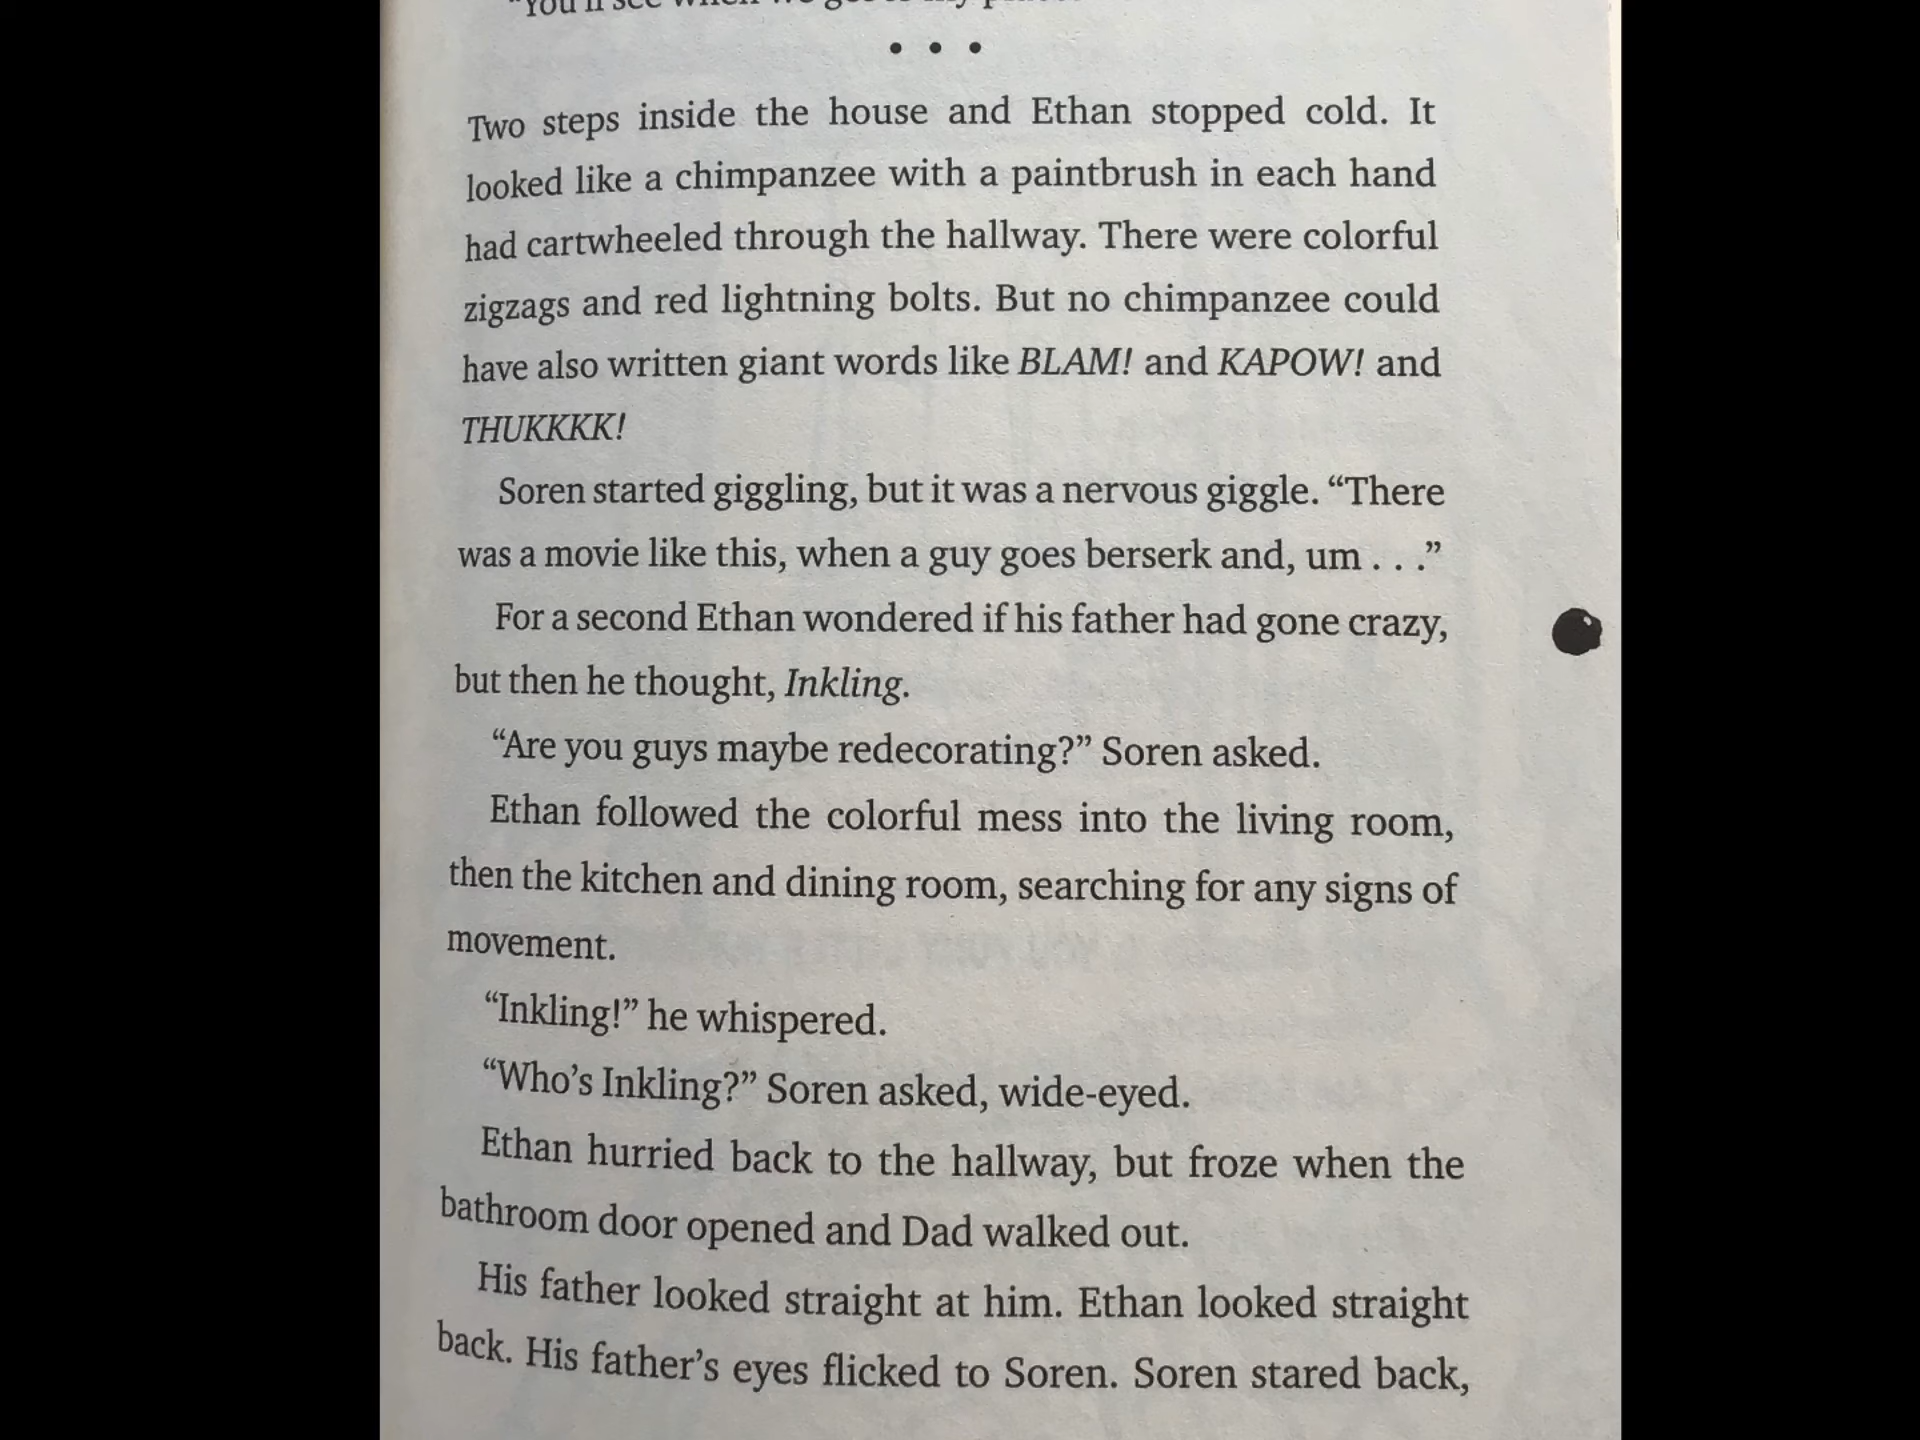 "You'll see when we get to my
• • •
Two steps inside the house and Ethan stopped cold. It
looked like a chimpanzee with a paintbrush in each hand
had cartwheeled through the hallway. There were colorful
zigzags and red lightning bolts. But no chimpanzee could
have also written giant words like BLAM! and KAPOW! and
THUKKKK!
Soren started giggling, but it was a nervous giggle. “There
was a movie like this, when a guy goes berserk and, um . . .”
For a second Ethan wondered if his father had gone crazy,
but then he thought, Inkling.
“Are you guys maybe redecorating?” Soren asked.
Ethan followed the colorful mess into the living room,
then the kitchen and dining room, searching for any signs of
movement.
“Inkling!” he whispered.
“Who’s Inkling?” Soren asked, wide-eyed.
Ethan hurried back to the hallway, but froze when the
bathroom door opened and Dad walked out.
His father looked straight at him. Ethan looked straight
back. His father’s eyes flicked to Soren. Soren stared back,